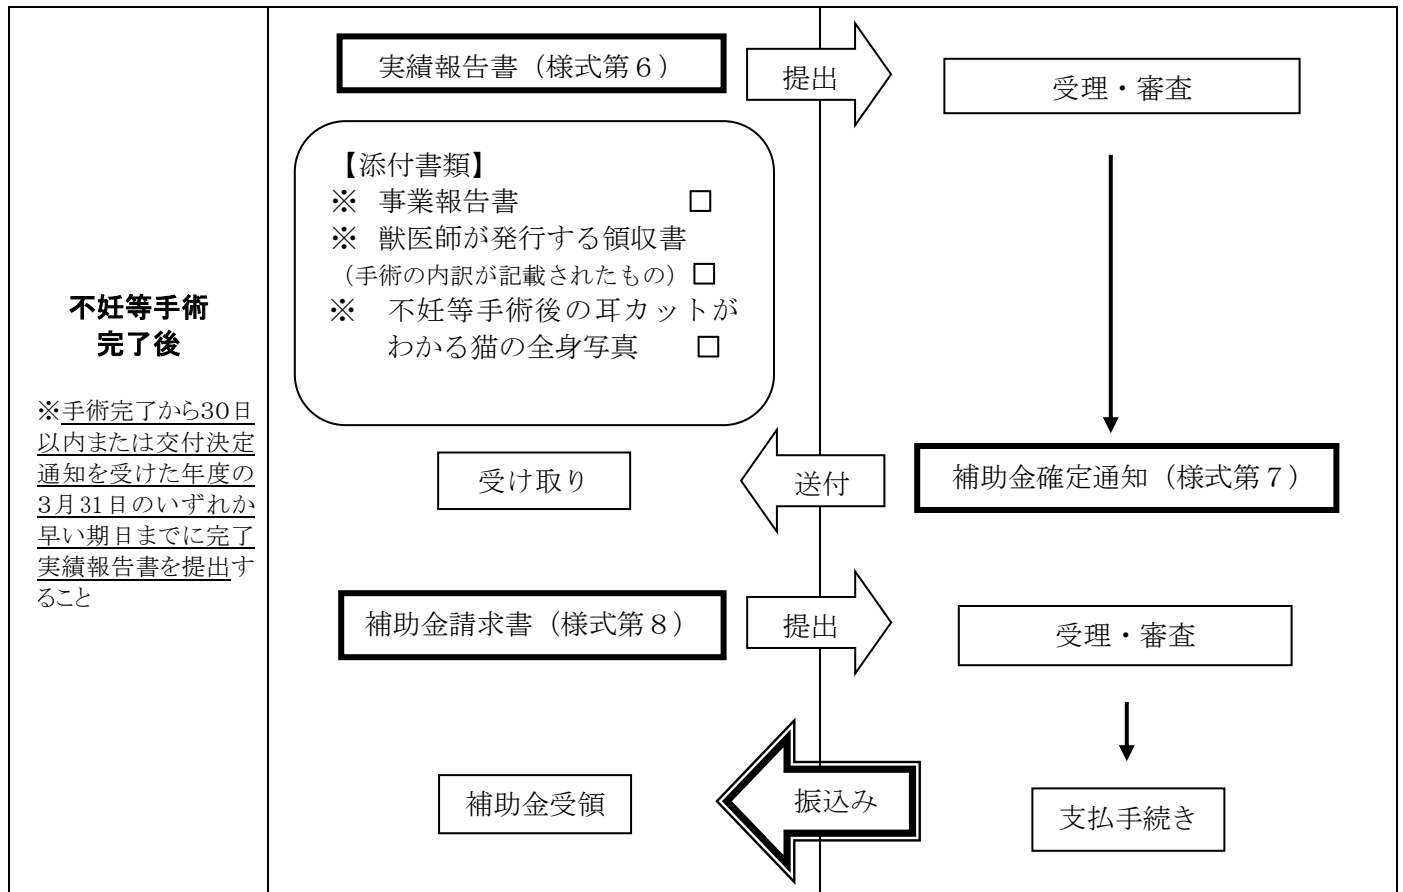 不妊等手術
完了後
※手術完了から30日
以内または交付決定
通知を受けた年度の
3月31日のいずれか
早い期日までに完了
実績報告書を提出す
ること
実績報告書（様式第６）
提出
受理・審査
【添付書類】
※　事業報告書　□
※　獣医師が発行する領収書
（手術の内訳が記載されたもの）□
※　不妊等手術後の耳カットが
わかる猫の全身写真　□
受け取り
送付
補助金確定通知（様式第７）
補助金請求書（様式第８）
提出
受理・審査
補助金受領
振込み
支払手続き